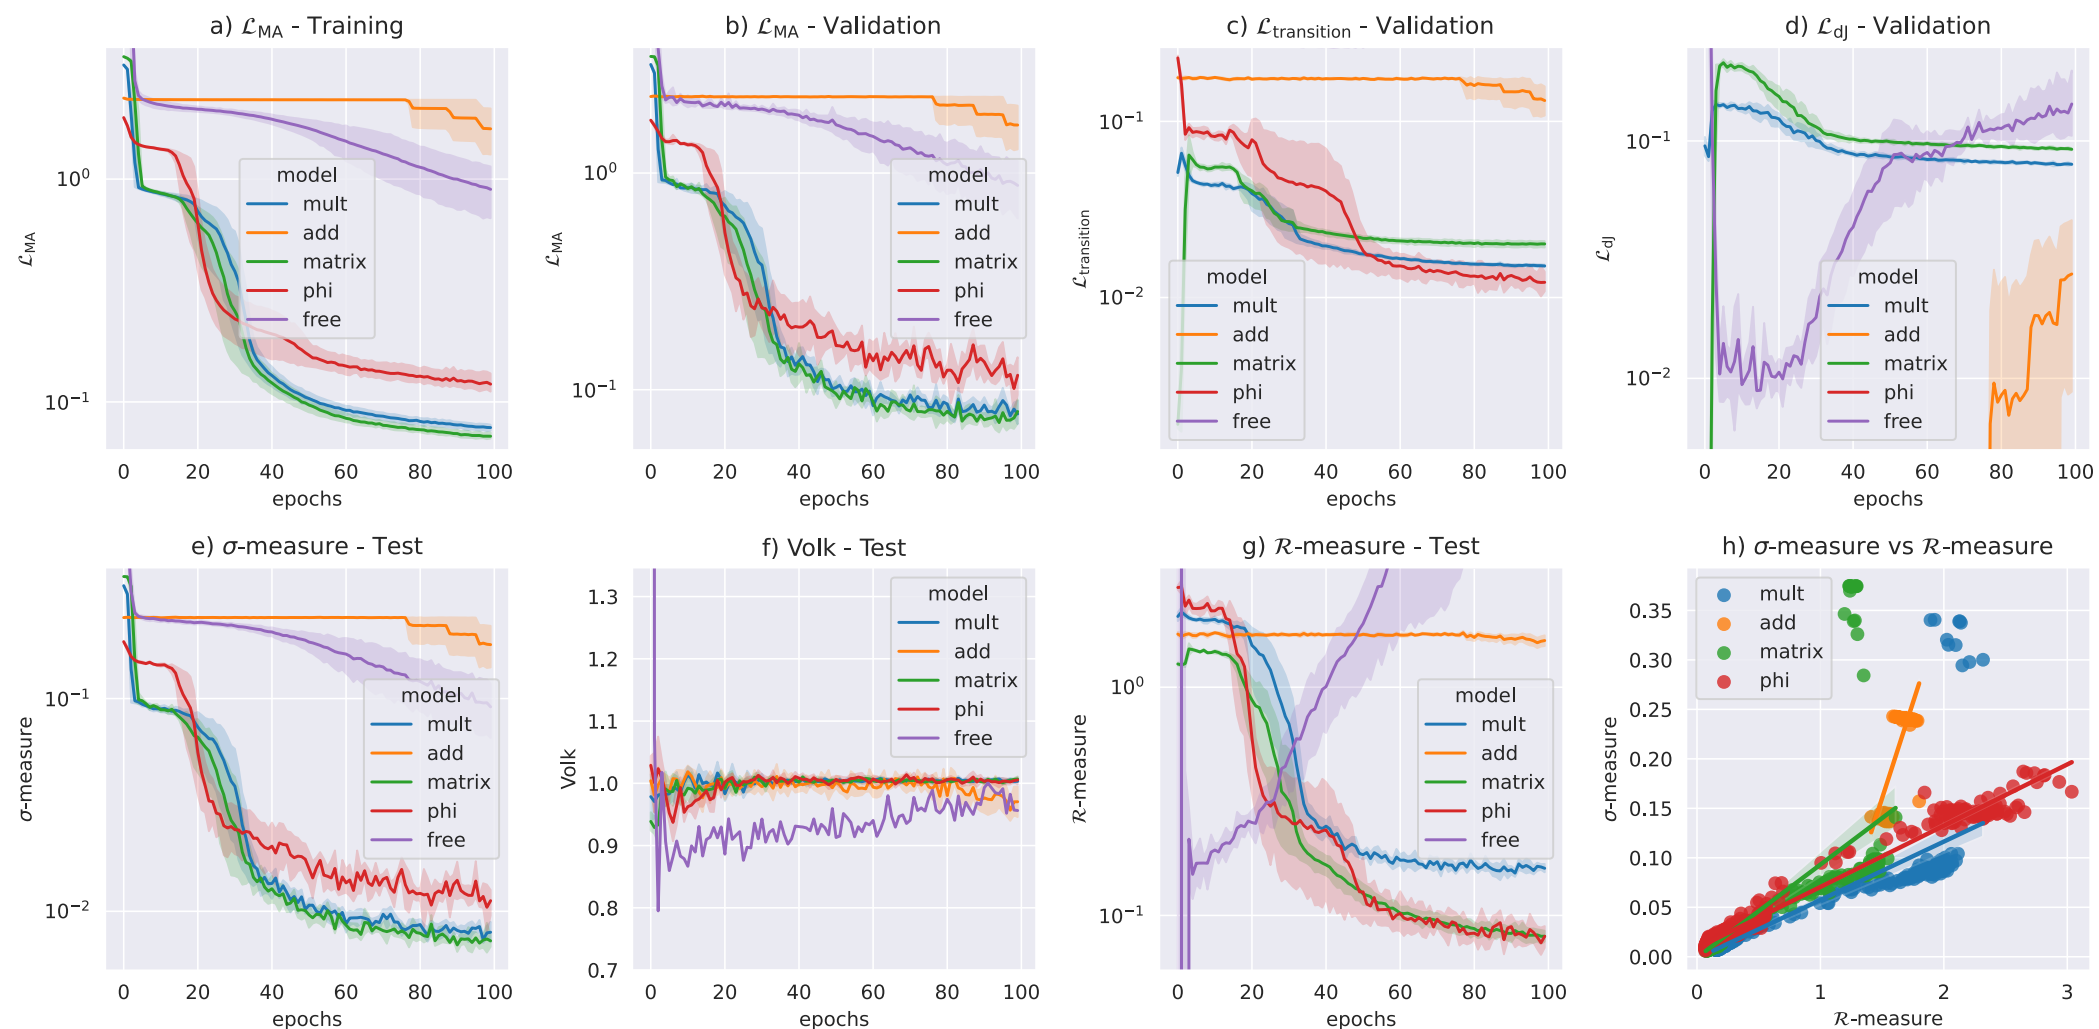 a) ℒMA - Training
ℒMA
10⁰
10⁻¹
model
mult
add
matrix
phi
free
0 20 40 60 80 100
epochs
b) ℒMA - Validation
ℒMA
10⁰
10⁻¹
model
mult
add
matrix
phi
free
0 20 40 60 80 100
epochs
c) ℒtransition - Validation
ℒtransition
10⁻¹
10⁻²
model
mult
add
matrix
phi
free
0 20 40 60 80 100
epochs
d) ℒdJ - Validation
ℒdJ
10⁻¹
10⁻²
model
mult
add
matrix
phi
free
0 20 40 60 80 100
epochs
e) σ-measure - Test
σ-measure
10⁻¹
10⁻²
model
mult
add
matrix
phi
free
0 20 40 60 80 100
epochs
f) Volk - Test
Volk
1.3
1.2
1.1
1.0
0.9
0.8
0.7
model
mult
add
matrix
phi
free
0 20 40 60 80 100
epochs
g) ℛ-measure - Test
ℛ-measure
10⁰
10⁻¹
model
mult
add
matrix
phi
free
0 20 40 60 80 100
epochs
h) σ-measure vs ℛ-measure
σ-measure
0.35
0.30
0.25
0.20
0.15
0.10
0.05
0.00
mult
add
matrix
phi
0 1 2 3
ℛ-measure